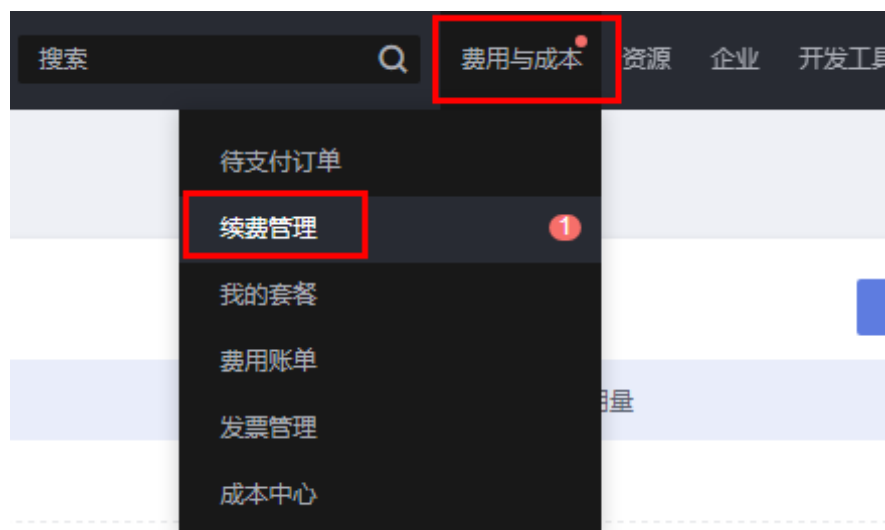 搜索 费用与成本 资源 企业 开发工具
待支付订单
续费管理 1
我的套餐
费用账单
用量
发票管理
成本中心